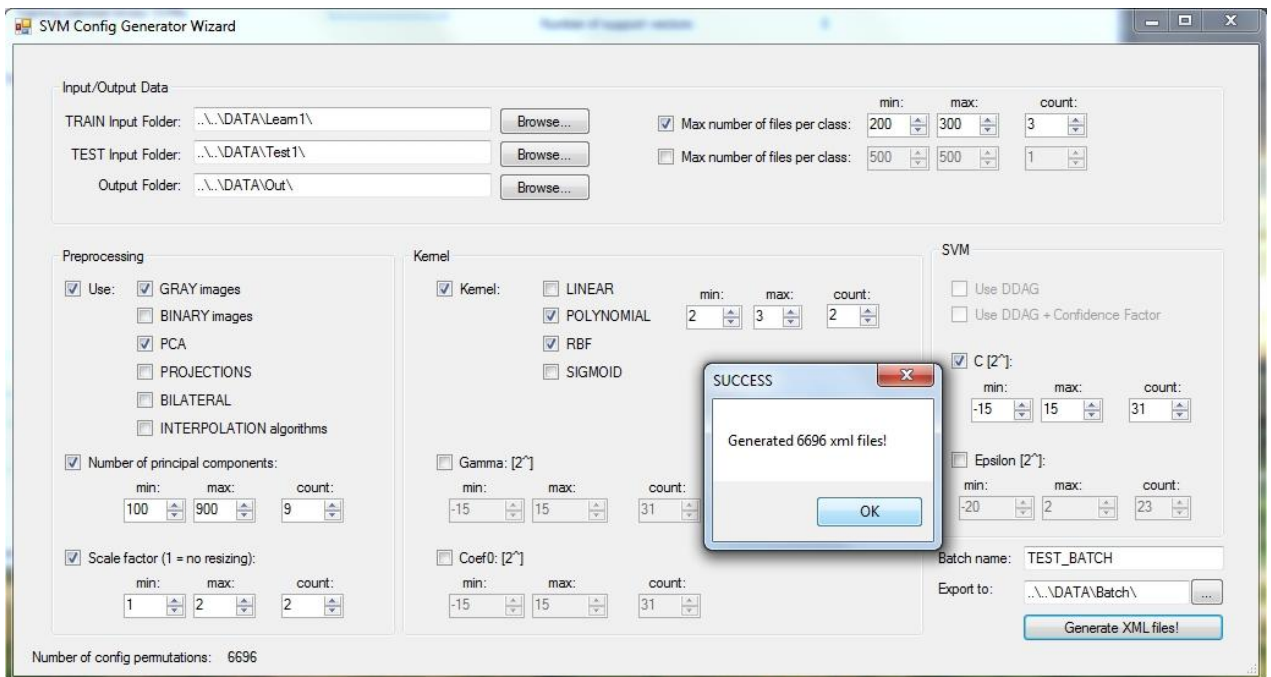 SVM Config Generator Wizard
Input/Output Data
min: max: count:
TRAIN Input Folder: ..\..\DATA\Learn1\ Browse... Max number of files per class: 200 300 3
TEST Input Folder: ..\..\DATA\Test1\ Browse... Max number of files per class: 500 500 1
Output Folder: ..\..\DATA\Out\ Browse...
Preprocessing
Use: GRAY images
BINARY images
PCA
PROJECTIONS
BILATERAL
INTERPOLATION algorithms
Number of principal components:
min: max: count:
100 900 9
Scale factor (1 = no resizing):
min: max: count:
1 2 2
Kernel
Kernel: LINEAR
min: max: count:
POLYNOMIAL 2 3 2
RBF
SIGMOID
Gamma: [2^]
min: max: count:
-15 15 31
Coef0: [2^]
min: max: count:
-15 15 31
SUCCESS
Generated 6696 xml files!
OK
SVM
Use DDAG
Use DDAG + Confidence Factor
C [2^]:
min: max: count:
-15 15 31
Epsilon [2^]:
min: max: count:
-20 2 23
Batch name: TEST_BATCH
Export to: ..\..\DATA\Batch\ ...
Generate XML files!
Number of config permutations: 6696